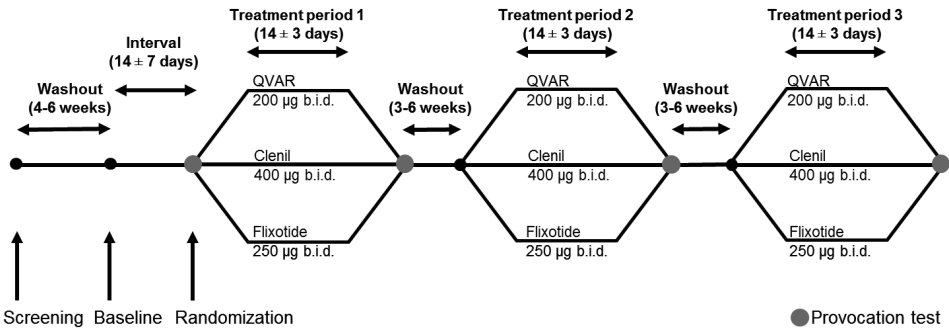 Treatment period 1
(14 ± 3 days)
Treatment period 2
(14 ± 3 days)
Treatment period 3
(14 ± 3 days)
Interval
(14 ± 7 days)
Washout
(4-6 weeks)
Washout
(3-6 weeks)
Washout
(3-6 weeks)
QVAR
200 µg b.i.d.
QVAR
200 µg b.i.d.
QVAR
200 µg b.i.d.
Clenil
400 µg b.i.d.
Clenil
400 µg b.i.d.
Clenil
400 µg b.i.d.
Flixotide
250 µg b.i.d.
Flixotide
250 µg b.i.d.
Flixotide
250 µg b.i.d.
Screening
Baseline
Randomization
Provocation test